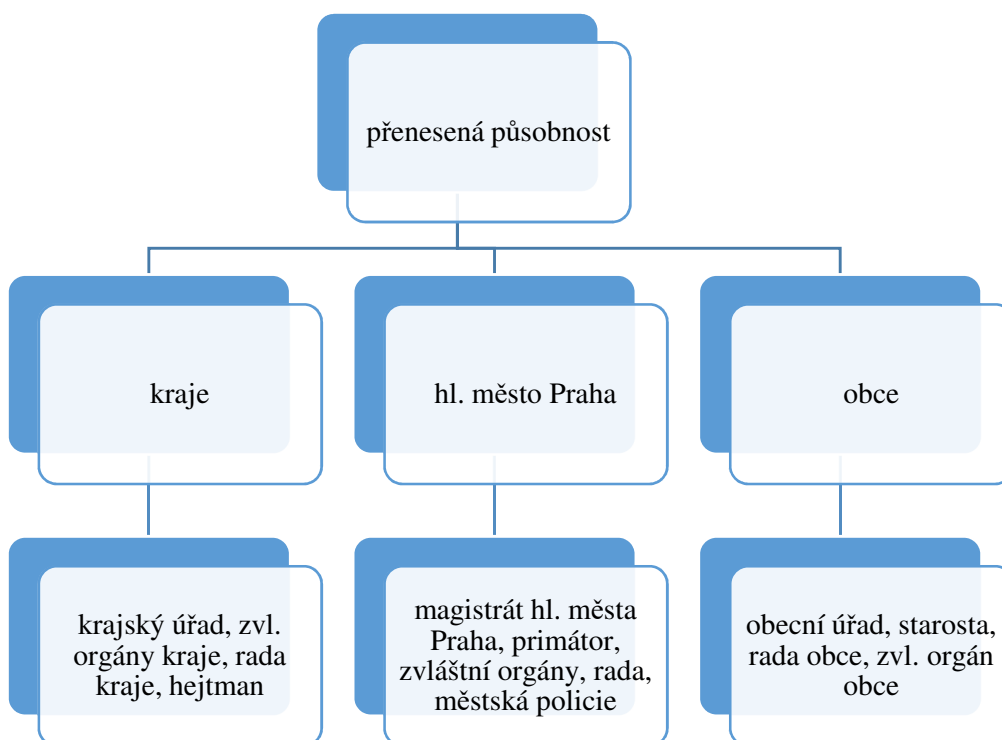 přenesená působnost
kraje
hl. město Praha
obce
krajský úřad, zvl.
orgány kraje, rada
kraje, hejtman
magistrát hl. města
Praha, primátor,
zvláštní orgány, rada,
městská policie
obecní úřad, starosta,
rada obce, zvl. orgán
obce